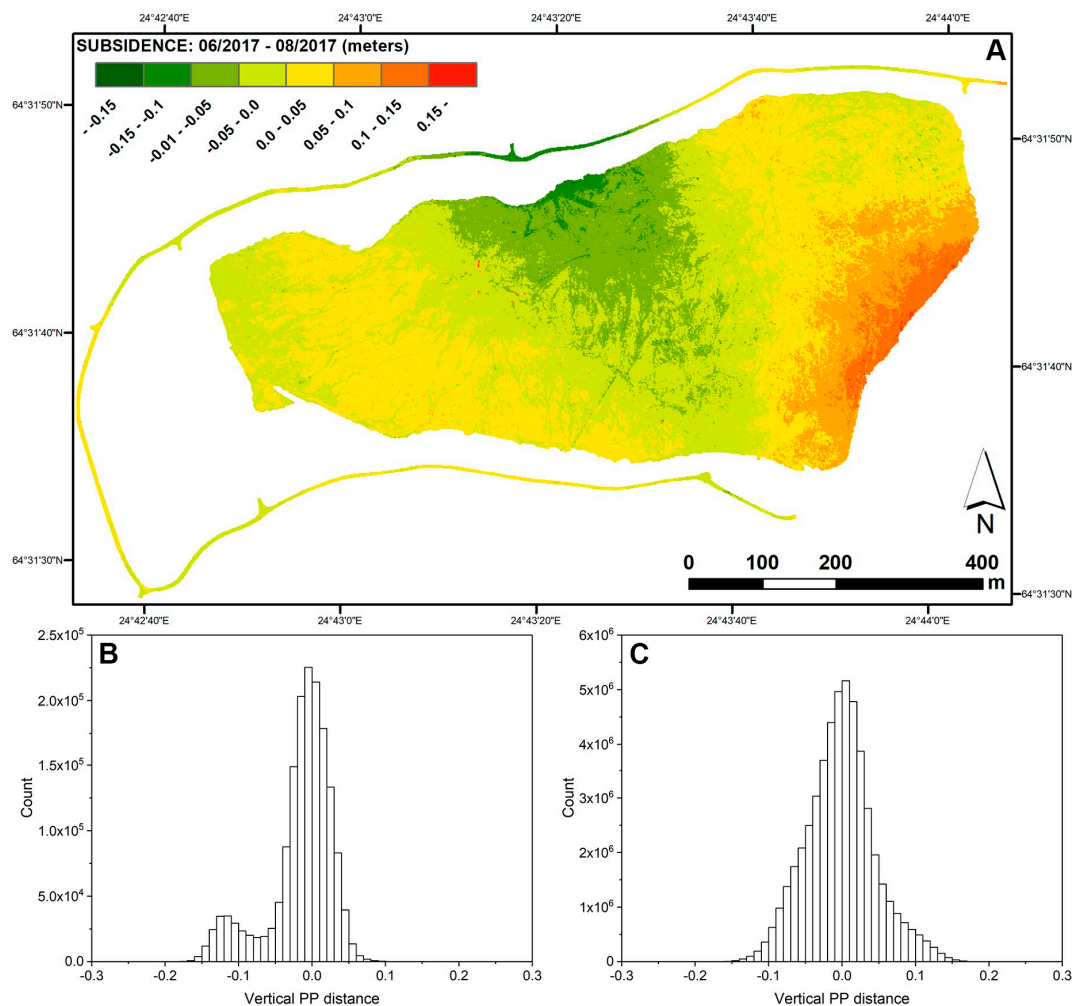 24°42'40"E 24°43'0"E 24°43'20"E 24°43'40"E 24°44'0"E
SUBSIDENCE: 06/2017 - 08/2017 (meters)
A
- -0.15
-0.15 - -0.1
-0.01 - -0.05
-0.05 - 0.0
0.0 - 0.05
0.05 - 0.1
0.1 - 0.15
0.15 -
64°31'50"N
64°31'50"N
64°31'40"N
64°31'40"N
64°31'30"N
64°31'30"N
N
0 100 200 400
m
24°42'40"E 24°43'0"E 24°43'20"E 24°43'40"E 24°44'0"E
B
2.5x10⁵
2.0x10⁵
1.5x10⁵
1.0x10⁵
5.0x10⁴
0.0
Count
-0.3 -0.2 -0.1 0.0 0.1 0.2 0.3
Vertical PP distance
C
6x10⁶
5x10⁶
4x10⁶
3x10⁶
2x10⁶
1x10⁶
0
Count
-0.3 -0.2 -0.1 0.0 0.1 0.2 0.3
Vertical PP distance